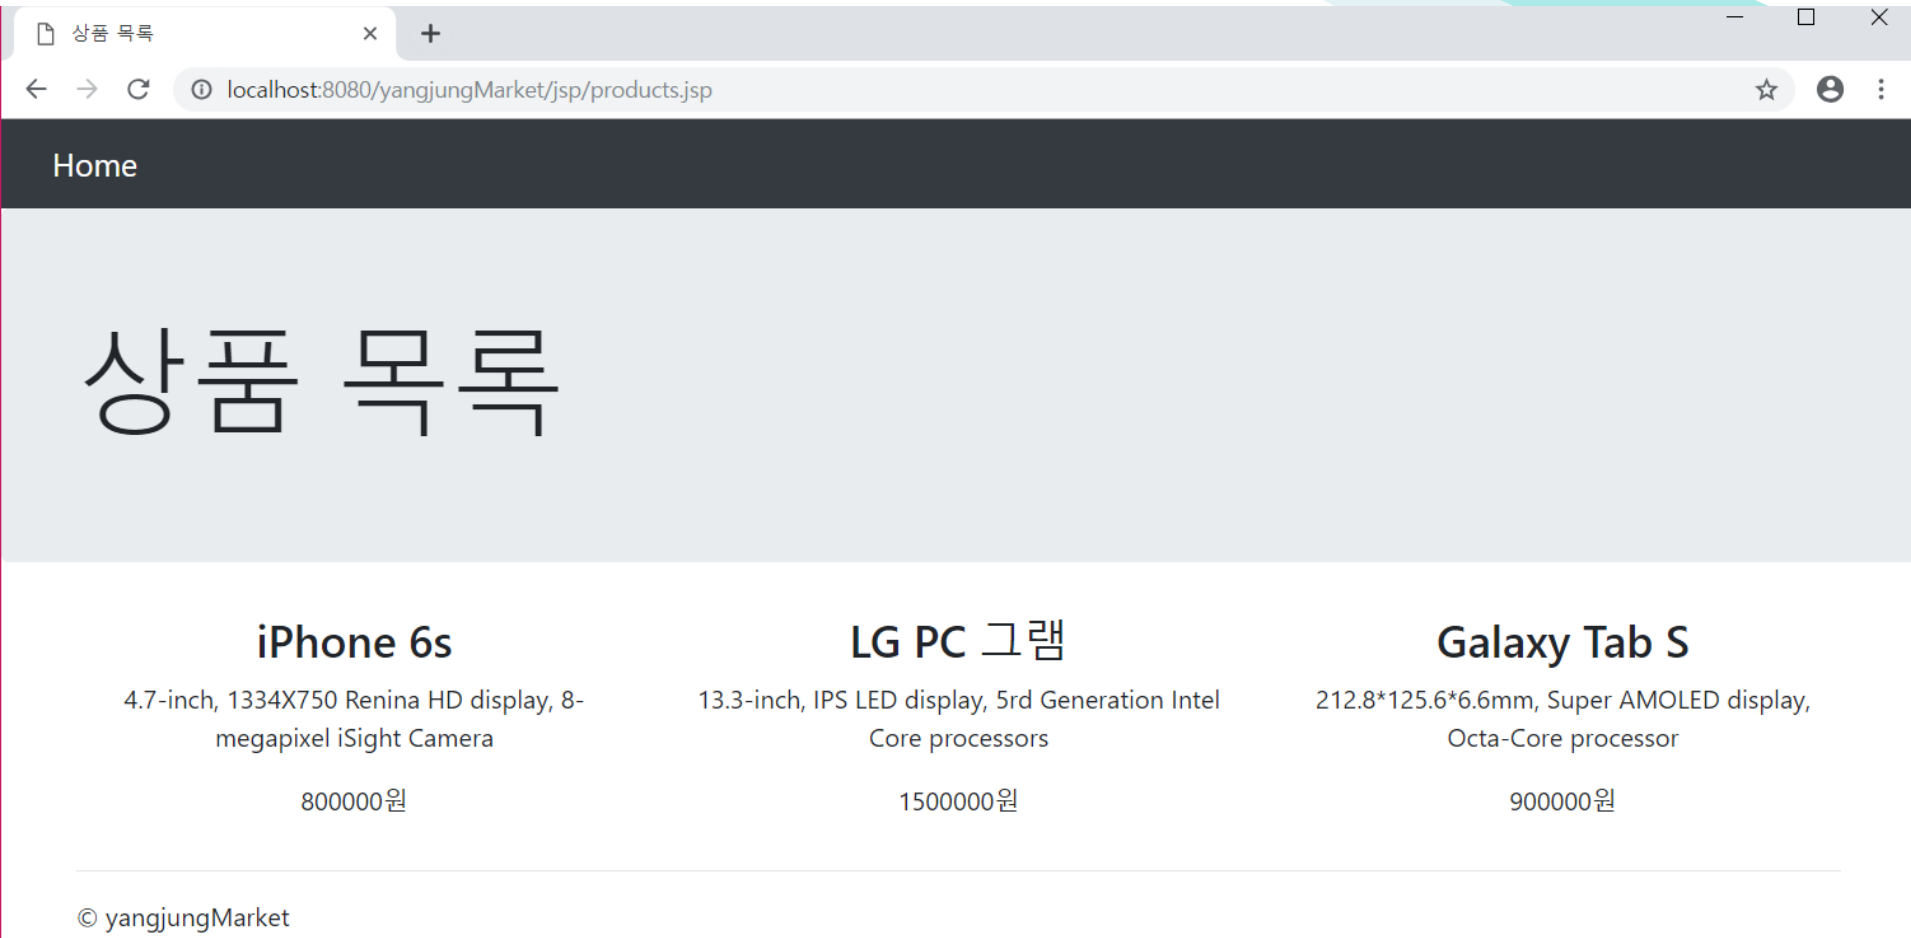 상품 목록
localhost:8080/yangjungMarket/jsp/products.jsp
Home
상품 목록
iPhone 6s
4.7-inch, 1334X750 Renina HD display, 8-
megapixel iSight Camera
800000원
LG PC 그램
13.3-inch, IPS LED display, 5rd Generation Intel
Core processors
1500000원
Galaxy Tab S
212.8*125.6*6.6mm, Super AMOLED display,
Octa-Core processor
900000원
© yangjungMarket